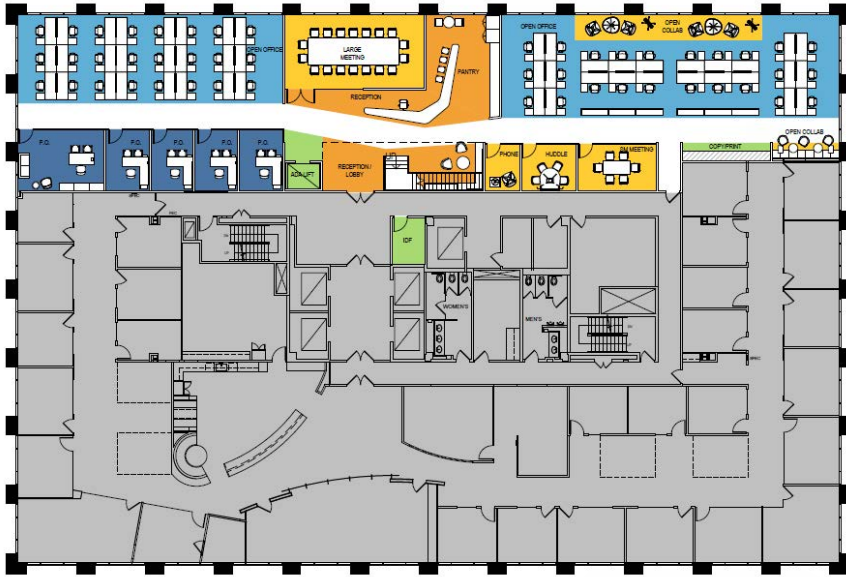 OPEN OFFICE
LARGE
MEETING
RECEPTION
PANTRY
OPEN OFFICE
OPEN
COLLAB
P.O.
P.O.
P.O.
P.O.
P.O.
ADA LIFT
RECEPTION /
LOBBY
UP
PHONE
HUDDLE
SM MEETING
COPY/PRINT
OPEN COLLAB
IDF
WOMEN'S
MEN'S